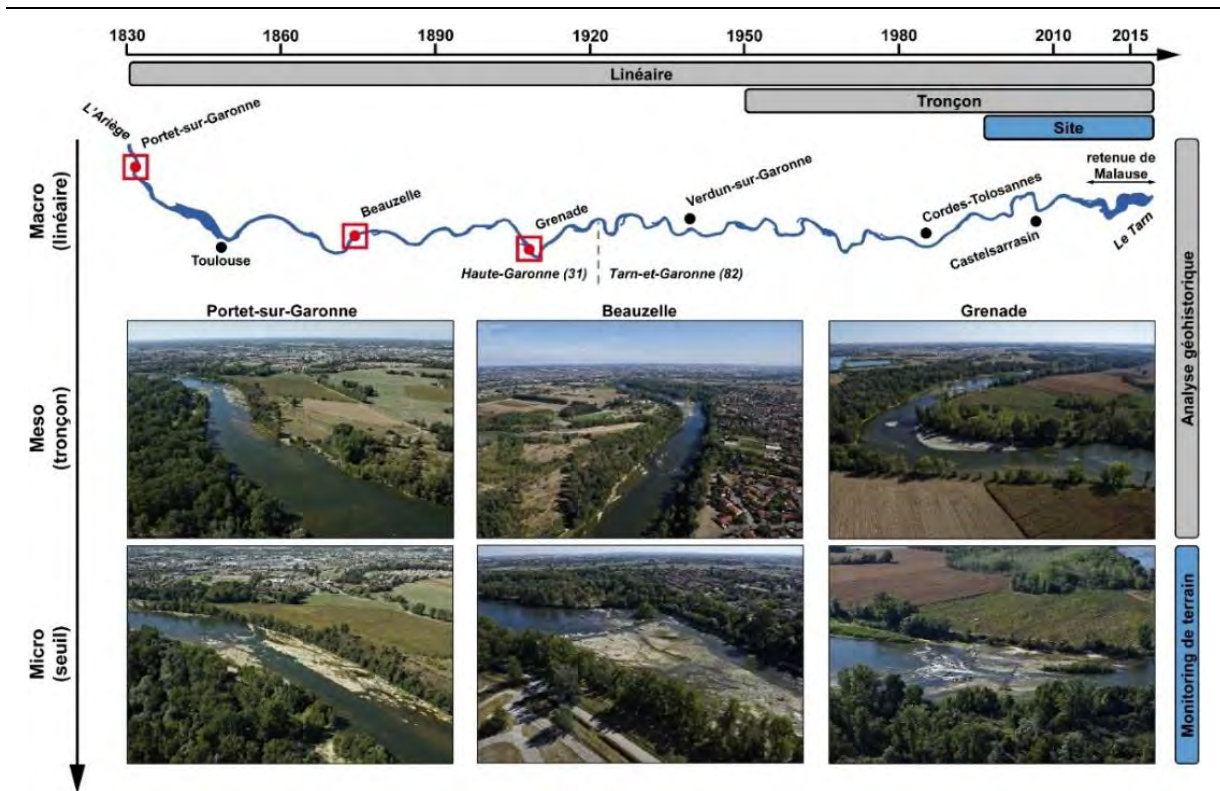 1830 1860 1890 1920 1950 1980 2010 2015
Linéaire
Tronçon
Site
Macro
(linéaire)
L'Ariège
Portet-sur-Garonne
Toulouse
Beauzelle
Grenade
Haute-Garonne (31)
Tarn-et-Garonne (82)
Verdun-sur-Garonne
Cordes-Tolosannes
Castelsarrasin
retenue de
Malause
Le Tarn
Meso
(tronçon)
Portet-sur-Garonne
Beauzelle
Grenade
Analyse géohistorique
Micro
(seuil)
Monitoring de terrain